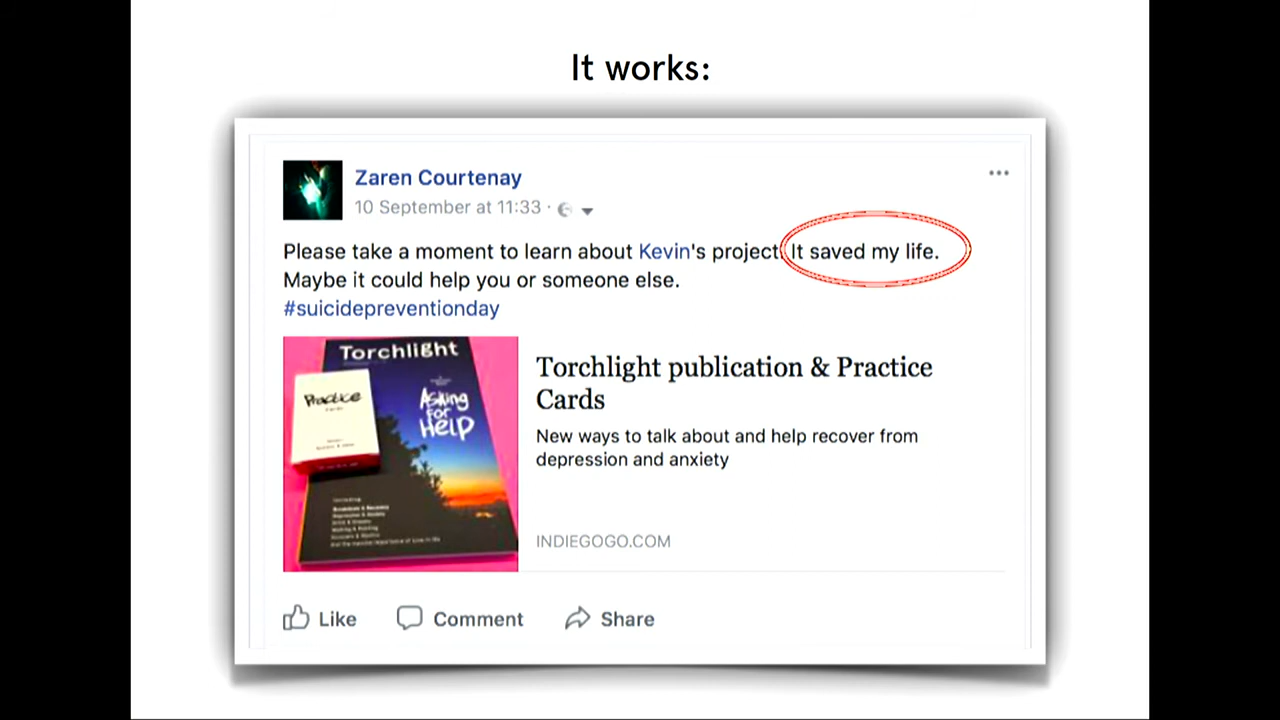 It works:
Zaren Courtenay
10 September at 11:33 ·
Please take a moment to learn about Kevin's project. It saved my life.
Maybe it could help you or someone else.
#suicidepreventionday
Torchlight
Practice
Cards
Asking
for
Help
Torchlight publication & Practice
Cards
New ways to talk about and help recover from
depression and anxiety
INDIEGOGO.COM
Like Comment Share